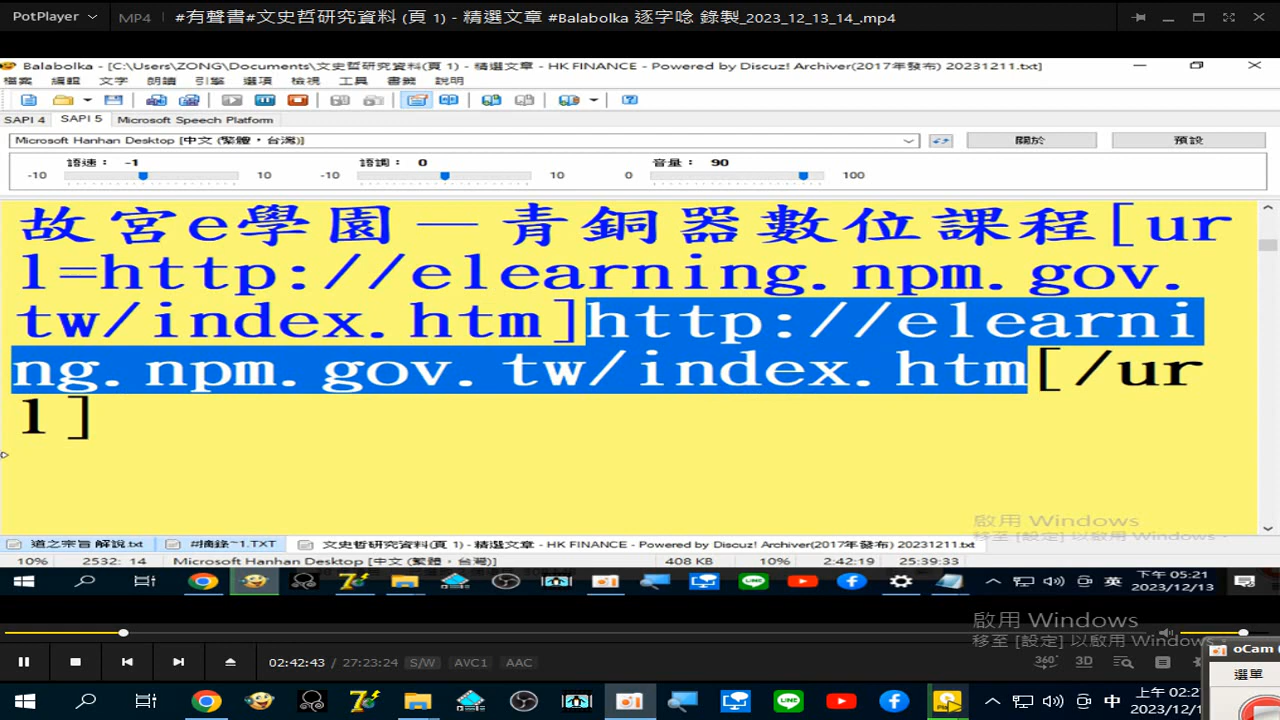 PotPlayer MP4 #有聲書#文史哲研究資料 (頁 1) - 精選文章 #Balabolka 逐字唸 錄製_2023_12_13_14_.mp4
Balabolka - [C:\Users\ZONG\Documents\文史哲研究資料(頁 1) - 精選文章 - HK FINANCE - Powered by Discuz! Archiver(2017年發布) 20231211.txt]
檔案 編輯 文字 朗讀 引擎 選項 檢視 工具 書籤 說明
SAPI 4 SAPI 5 Microsoft Speech Platform
Microsoft Hanhan Desktop [中文 (繁體，台灣)] 關於 預設
語速： -1 語調： 0 音量： 90
-10 10 -10 10 0 100
故宮e學園－青銅器數位課程[ur
l=http://elearning.npm.gov.
tw/index.htm]http://elearni
ng.npm.gov.tw/index.htm[/ur
l]
啟用 Windows
移至 [設定] 以啟用 Windows。
道之宗旨 解說.txt #摘錄~1.TXT 文史哲研究資料(頁 1) - 精選文章 - HK FINANCE - Powered by Discuz! Archiver(2017年發布) 20231211.txt
10% 2532: 14 Microsoft Hanhan Desktop [中文 (繁體，台灣)] 408 KB 10% 2:42:19 25:39:33
英 下午 05:21
2023/12/13
啟用 Windows
移至 [設定] 以啟用 Windows。
oCam
02:42:43 / 27:23:24 S/W AVC1 AAC 360° 3D
選單
中 上午 02:2
2023/12/1